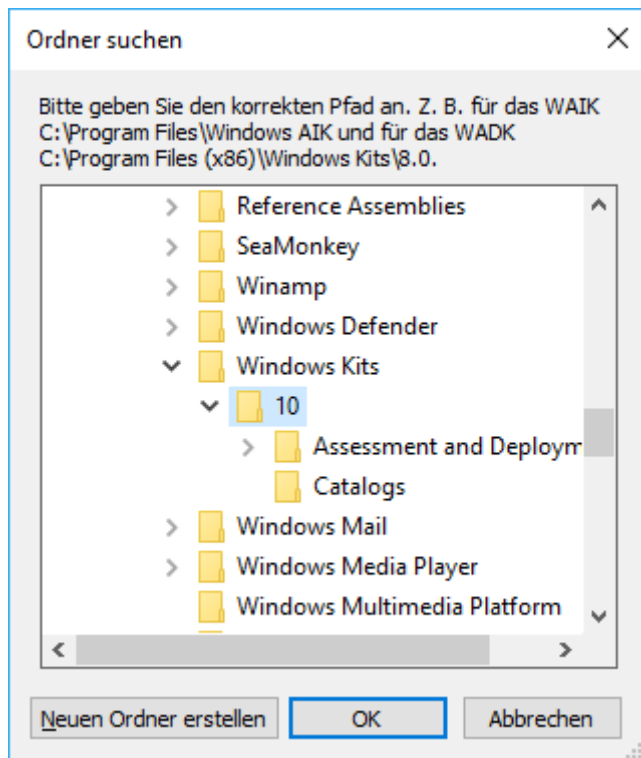 Ordner suchen
Bitte geben Sie den korrekten Pfad an. Z. B. für das WAIK
C:\Program Files\Windows AIK und für das WADK
C:\Program Files (x86)\Windows Kits\8.0.
Reference Assemblies
SeaMonkey
Winamp
Windows Defender
Windows Kits
10
Assessment and Deploym
Catalogs
Windows Mail
Windows Media Player
Windows Multimedia Platform
Neuen Ordner erstellen
OK
Abbrechen